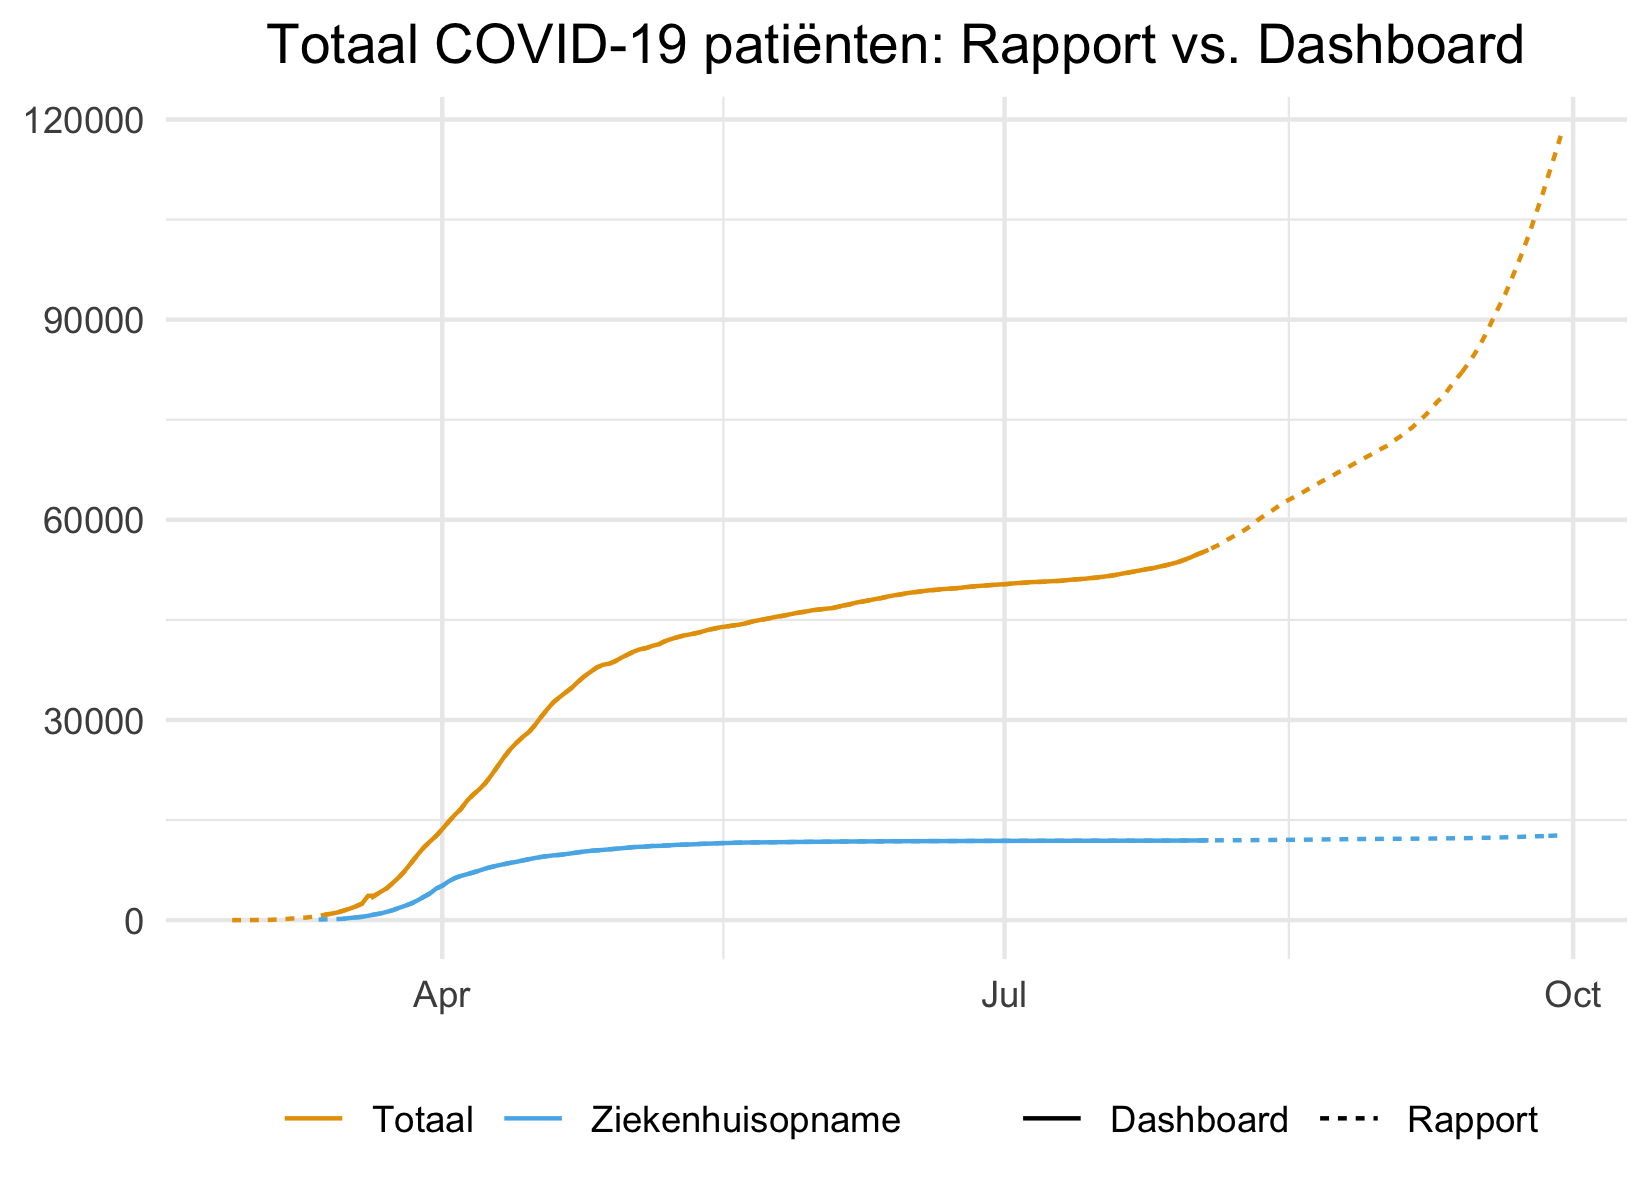 Totaal COVID-19 patiënten: Rapport vs. Dashboard
120000
90000
60000
30000
0
Apr Jul Oct
Totaal Ziekenhuisopname Dashboard Rapport